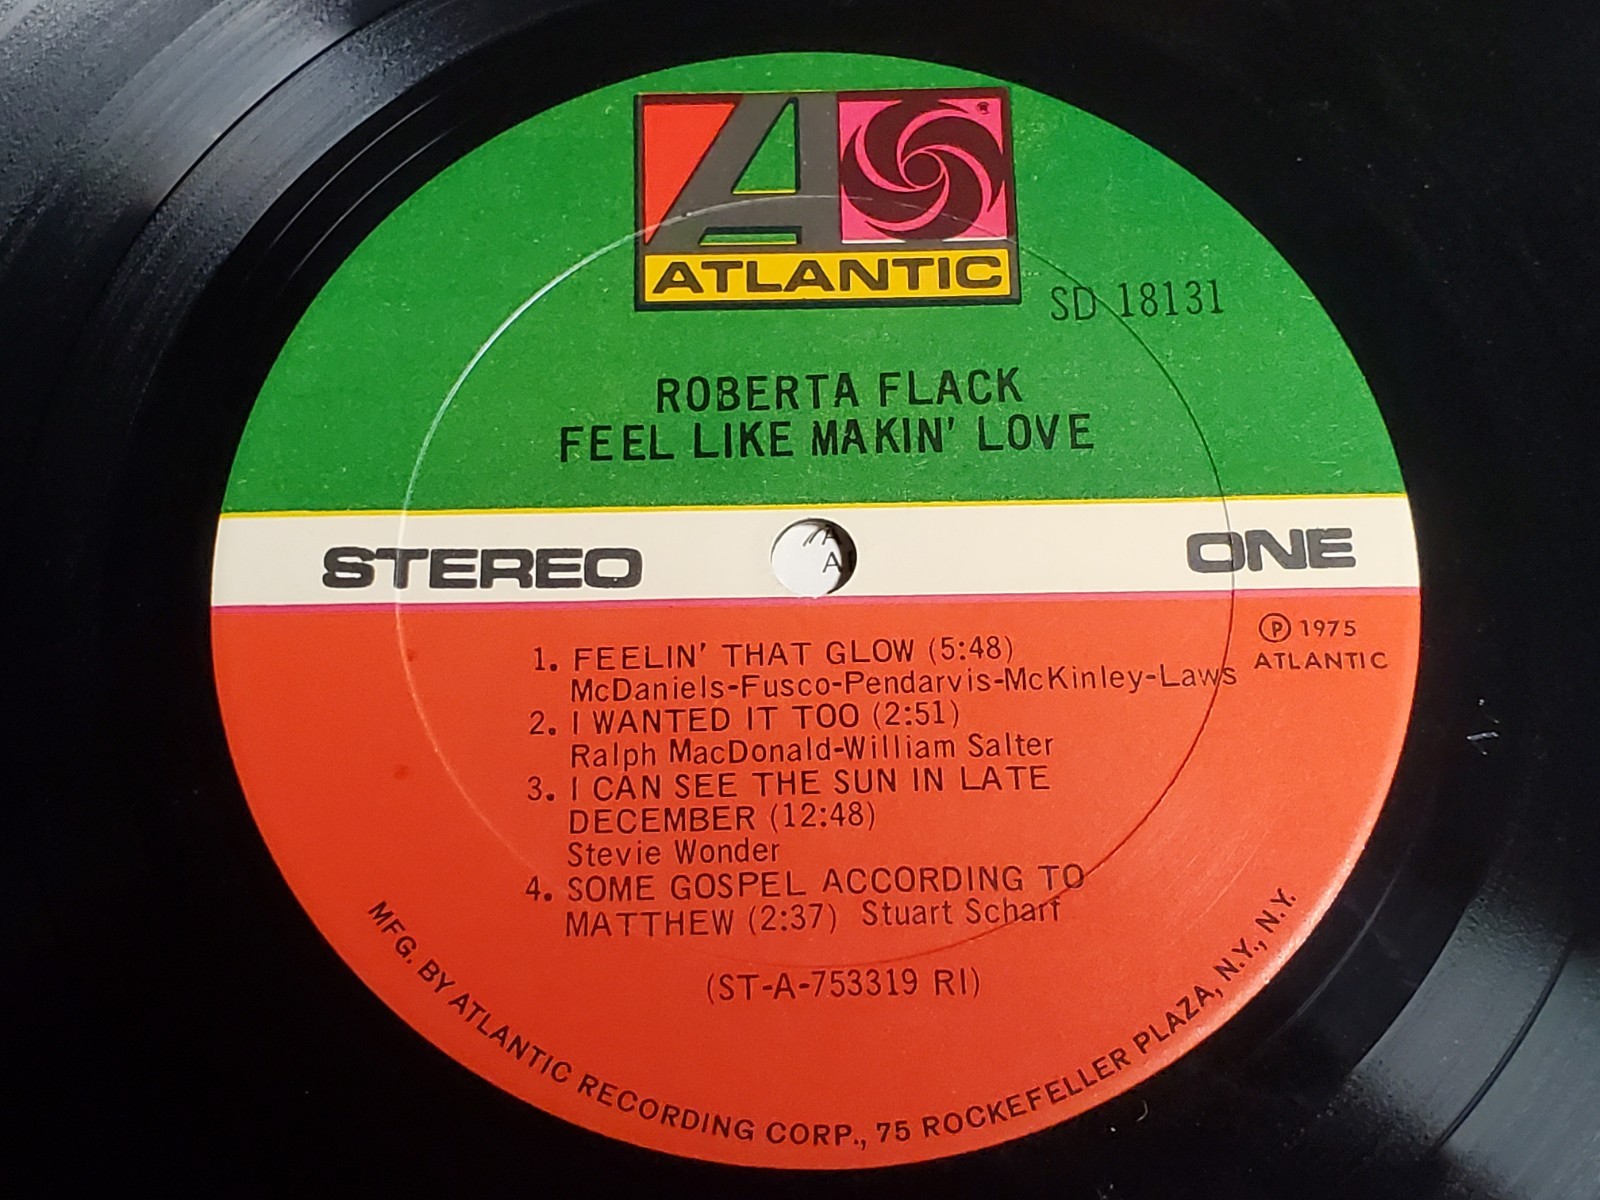 ATLANTIC
®
SD 18131
ROBERTA FLACK
FEEL LIKE MAKIN' LOVE
STEREO
ONE
Ⓟ 1975
ATLANTIC
1. FEELIN' THAT GLOW (5:48)
McDaniels-Fusco-Pendarvis-McKinley-Laws
2. I WANTED IT TOO (2:51)
Ralph MacDonald-William Salter
3. I CAN SEE THE SUN IN LATE
DECEMBER (12:48)
Stevie Wonder
4. SOME GOSPEL ACCORDING TO
MATTHEW (2:37) Stuart Scharf
(ST-A-753319 RI)
MFG. BY ATLANTIC RECORDING CORP., 75 ROCKEFELLER PLAZA, N.Y., N.Y.